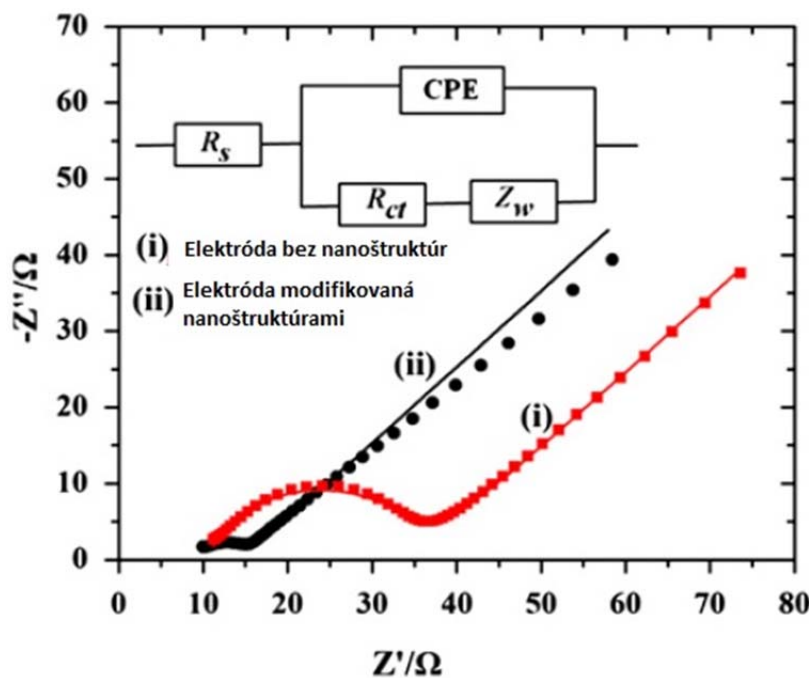 70
60
50
40
30
20
10
0
-Z''/Ω
CPE
R_s
R_ct
Z_w
(i) Elektróda bez nanoštruktúr
(ii) Elektróda modifikovaná
nanoštruktúrami
(ii)
(i)
0 10 20 30 40 50 60 70 80
Z'/Ω